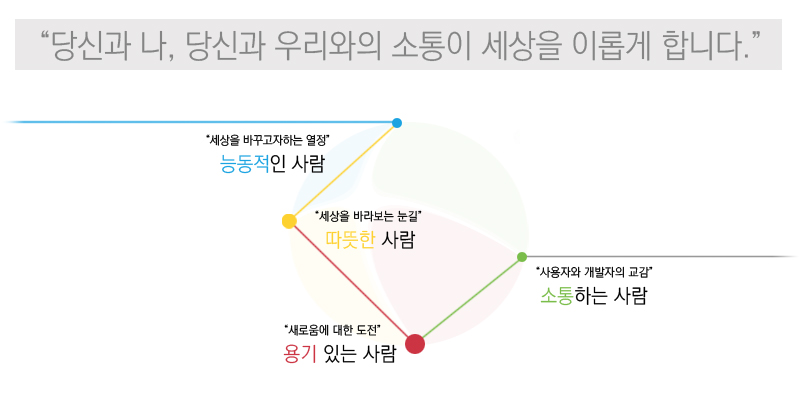 “당신과 나, 당신과 우리와의 소통이 세상을 이롭게 합니다.”
“세상을 바꾸고자하는 열정”
능동적인 사람
“세상을 바라보는 눈길”
따뜻한 사람
“사용자와 개발자의 교감”
소통하는 사람
“새로움에 대한 도전”
용기 있는 사람